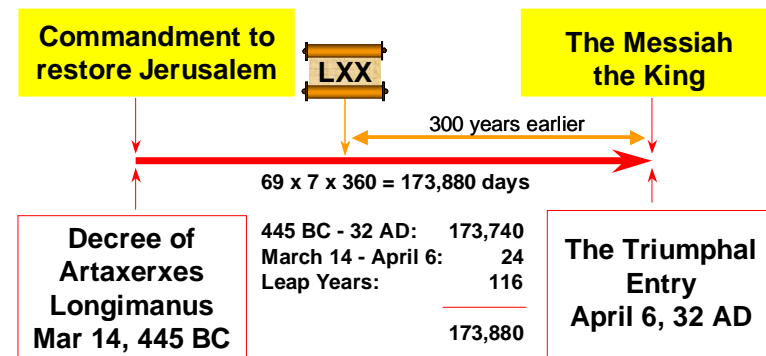 Commandment to
restore Jerusalem
LXX
The Messiah
the King
300 years earlier
69 x 7 x 360 = 173,880 days
Decree of
Artaxerxes
Longimanus
Mar 14, 445 BC
445 BC - 32 AD: 173,740
March 14 - April 6: 24
Leap Years: 116
173,880
The Triumphal
Entry
April 6, 32 AD